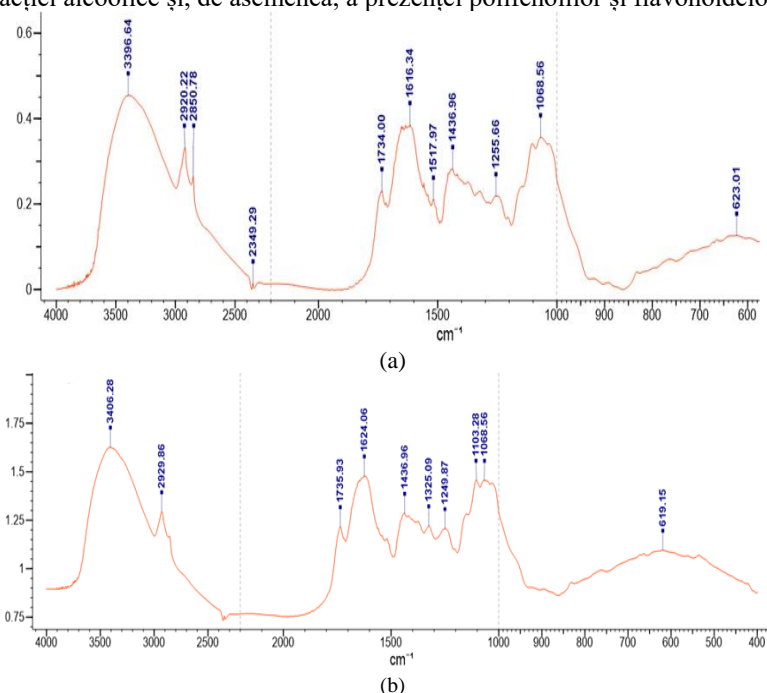 acției alcoolice și, de asemenea, a prezenței polifenolilor și flavonoidelo
3396.64 2920.22 2850.78 2349.29 1734.00 1616.34 1517.97 1436.96 1255.66 1068.56 623.01
0.6
0.4
0.2
0
4000 3500 3000 2500 2000 1500 1000 900 800 700 600
cm⁻¹
(a)
3406.28 2929.86 1735.93 1624.06 1436.96 1325.09 1249.87 1103.28 1068.56 619.15
1.75
1.5
1.25
1
0.75
4000 3500 3000 2500 2000 1500 1000 900 800 700 600 500 400
cm⁻¹
(b)